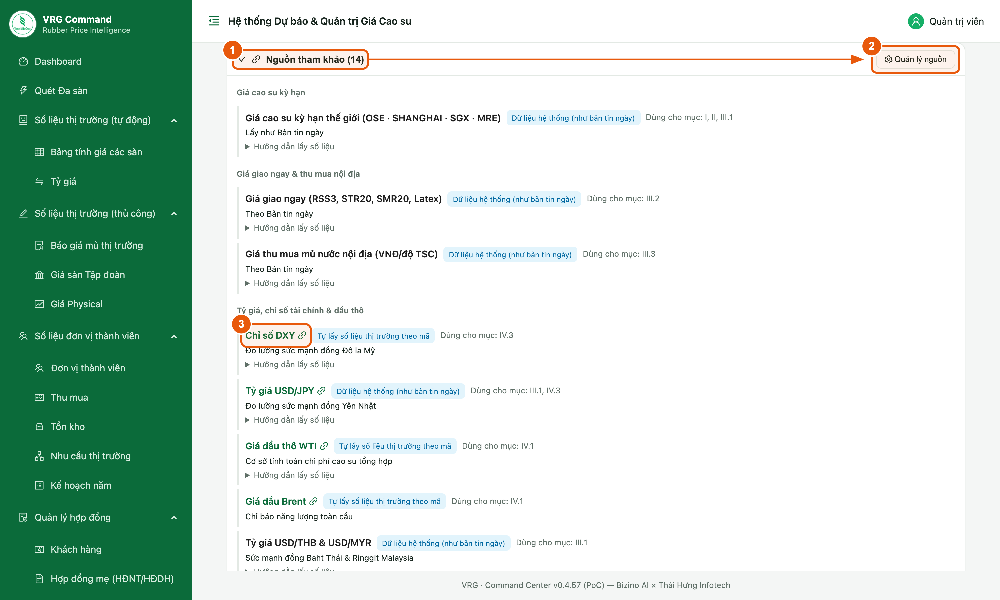 VRG Command
Rubber Price Intelligence
Dashboard
Quét Đa sàn
Số liệu thị trường (tự động)
Bảng tính giá các sàn
Tỷ giá
Số liệu thị trường (thủ công)
Báo giá mủ thị trường
Giá sàn Tập đoàn
Giá Physical
Số liệu đơn vị thành viên
Đơn vị thành viên
Thu mua
Tồn kho
Nhu cầu thị trường
Kế hoạch năm
Quản lý hợp đồng
Khách hàng
Hợp đồng mẹ (HĐNT/HĐDH)
Hệ thống Dự báo & Quản trị Giá Cao su
Quản trị viên
1
Nguồn tham khảo (14)
2
Quản lý nguồn
Giá cao su kỳ hạn
Giá cao su kỳ hạn thế giới (OSE · SHANGHAI · SGX · MRE) Dữ liệu hệ thống (như bản tin ngày) Dùng cho mục: I, II, III.1
Lấy như Bản tin ngày
Hướng dẫn lấy số liệu
Giá giao ngay & thu mua nội địa
Giá giao ngay (RSS3, STR20, SMR20, Latex) Dữ liệu hệ thống (như bản tin ngày) Dùng cho mục: III.2
Theo Bản tin ngày
Hướng dẫn lấy số liệu
Giá thu mua mủ nước nội địa (VNĐ/độ TSC) Dữ liệu hệ thống (như bản tin ngày) Dùng cho mục: III.3
Theo Bản tin ngày
Hướng dẫn lấy số liệu
Tỷ giá, chỉ số tài chính & dầu thô
3
Chỉ số DXY Tự lấy số liệu thị trường theo mã Dùng cho mục: IV.3
Đo lường sức mạnh đồng Đô la Mỹ
Hướng dẫn lấy số liệu
Tỷ giá USD/JPY Dữ liệu hệ thống (như bản tin ngày) Dùng cho mục: III.1, IV.3
Đo lường sức mạnh đồng Yên Nhật
Hướng dẫn lấy số liệu
Giá dầu thô WTI Tự lấy số liệu thị trường theo mã Dùng cho mục: IV.1
Cơ sở tính toán chi phí cao su tổng hợp
Hướng dẫn lấy số liệu
Giá dầu Brent Tự lấy số liệu thị trường theo mã Dùng cho mục: IV.1
Chỉ báo năng lượng toàn cầu
Tỷ giá USD/THB & USD/MYR Dữ liệu hệ thống (như bản tin ngày) Dùng cho mục: III.1
Sức mạnh đồng Baht Thái & Ringgit Malaysia
Hướng dẫn lấy số liệu
VRG · Command Center v0.4.57 (PoC) — Bizino AI × Thái Hưng Infotech